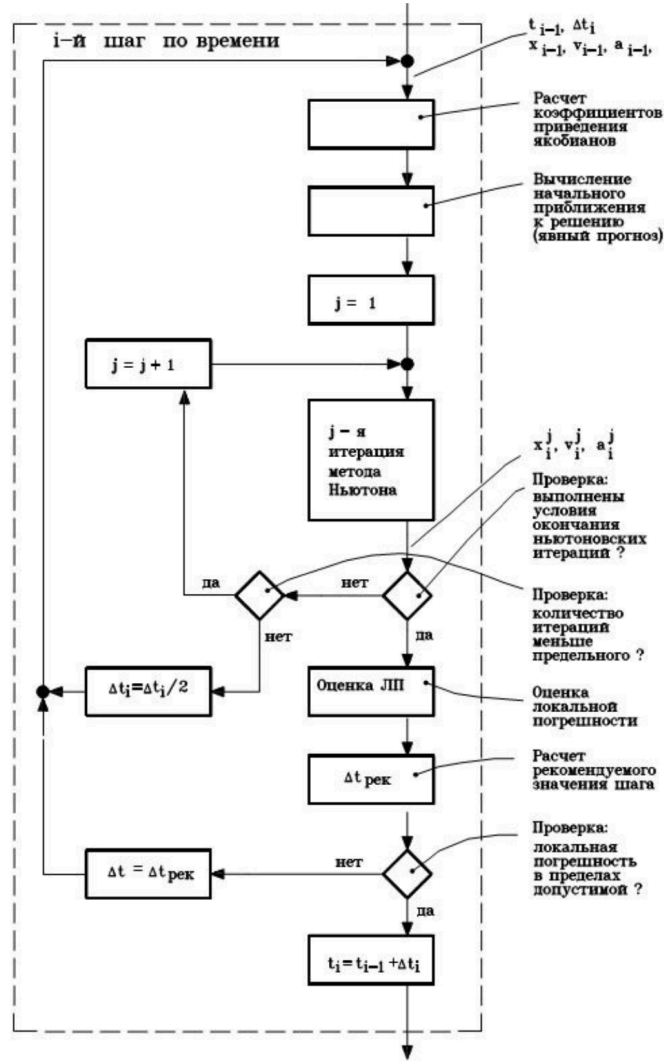 i-й шаг по времени
t i-1, Δt i
x i-1, v i-1, a i-1,
Расчет
коэффициентов
приведения
якобианов
Вычисление
начального
приближения
к решению
(явный прогноз)
j = 1
j = j + 1
j - я
итерация
метода
Ньютона
x i j, v i j, a i j
Проверка:
выполнены
условия
окончания
ньютоновских
итераций ?
да
нет
нет
да
Проверка:
количество
итераций
меньше
предельного ?
Δt i = Δt i /2
Оценка ЛП
Оценка
локальной
погрешности
Δt рек
Расчет
рекомендуемого
значения шага
Δt = Δt рек
нет
да
Проверка:
локальная
погрешность
в пределах
допустимой ?
t i = t i-1 + Δt i